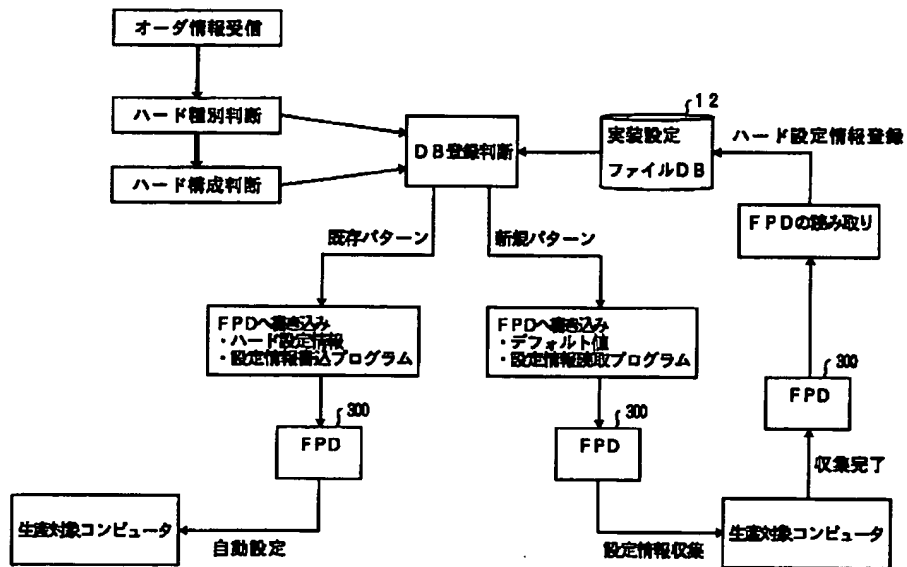 オーダ情報受信
ハード種別判断
ハード構成判断
DB登録判断
12
実装設定
ファイルDB
ハード設定情報登録
FPDの読み取り
既存パターン
新規パターン
FPDへ書き込み
・ハード設定情報
・設定情報書込プログラム
FPDへ書き込み
・デフォルト値
・設定情報読取プログラム
300
FPD
300
FPD
300
FPD
収集完了
生産対象コンピュータ
自動設定
設定情報収集
生産対象コンピュータ